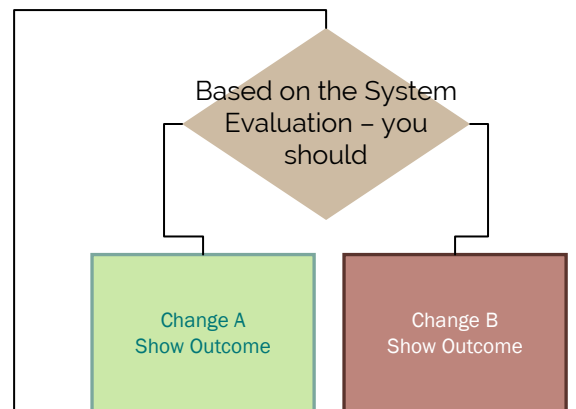 Based on the System
Evaluation – you
should
Change A
Show Outcome
Change B
Show Outcome